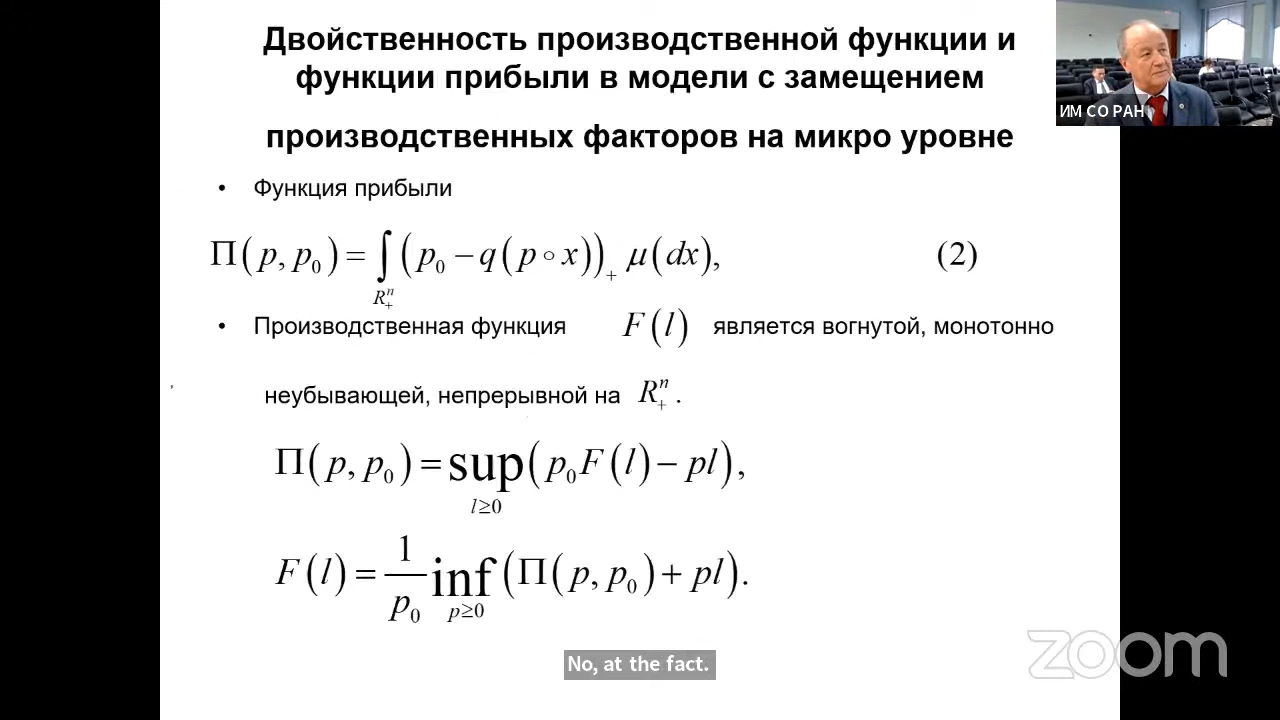 Двойственность производственной функции и
функции прибыли в модели с замещением
производственных факторов на микро уровне
ИМ СО РАН
• Функция прибыли
Π(p, p₀) = ∫_{R₊ⁿ} (p₀ − q(p∘x))₊ μ(dx), (2)
• Производственная функция F(l) является вогнутой, монотонно
неубывающей, непрерывной на R₊ⁿ.
Π(p, p₀) = sup_{l≥0} (p₀F(l) − pl),
F(l) = 1/p₀ inf_{p≥0} (Π(p, p₀) + pl).
No, at the fact.
zoom